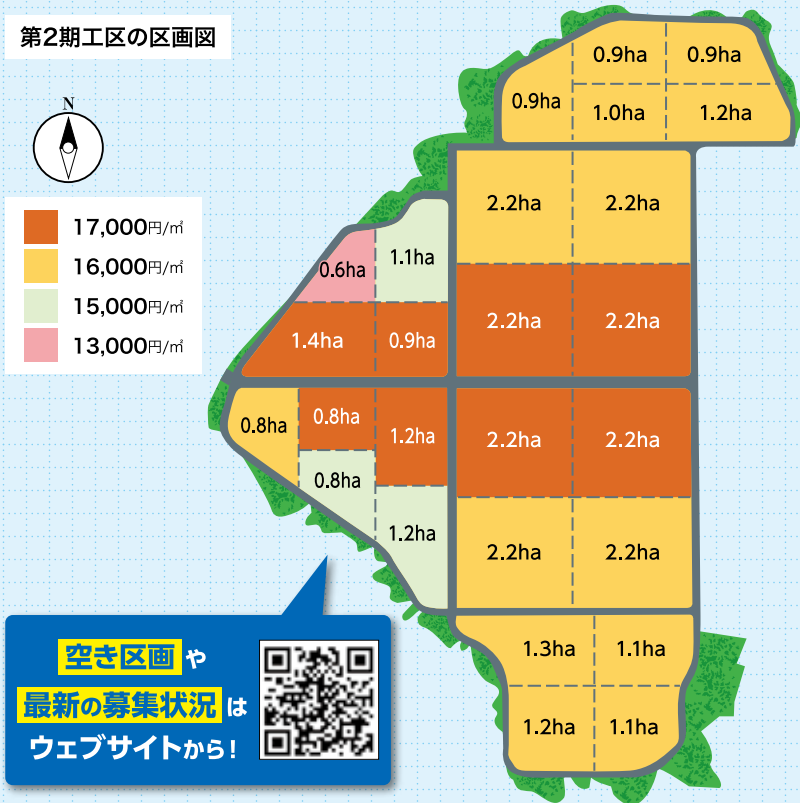 第2期工区の区画図
N
17,000円/㎡
16,000円/㎡
15,000円/㎡
13,000円/㎡
0.9ha
0.9ha
0.9ha
1.0ha
1.2ha
2.2ha
2.2ha
1.1ha
0.6ha
2.2ha
2.2ha
1.4ha
0.9ha
0.8ha
0.8ha
1.2ha
2.2ha
2.2ha
0.8ha
1.2ha
2.2ha
2.2ha
1.3ha
1.1ha
1.2ha
1.1ha
空き区画 や
最新の募集状況 は
ウェブサイトから!